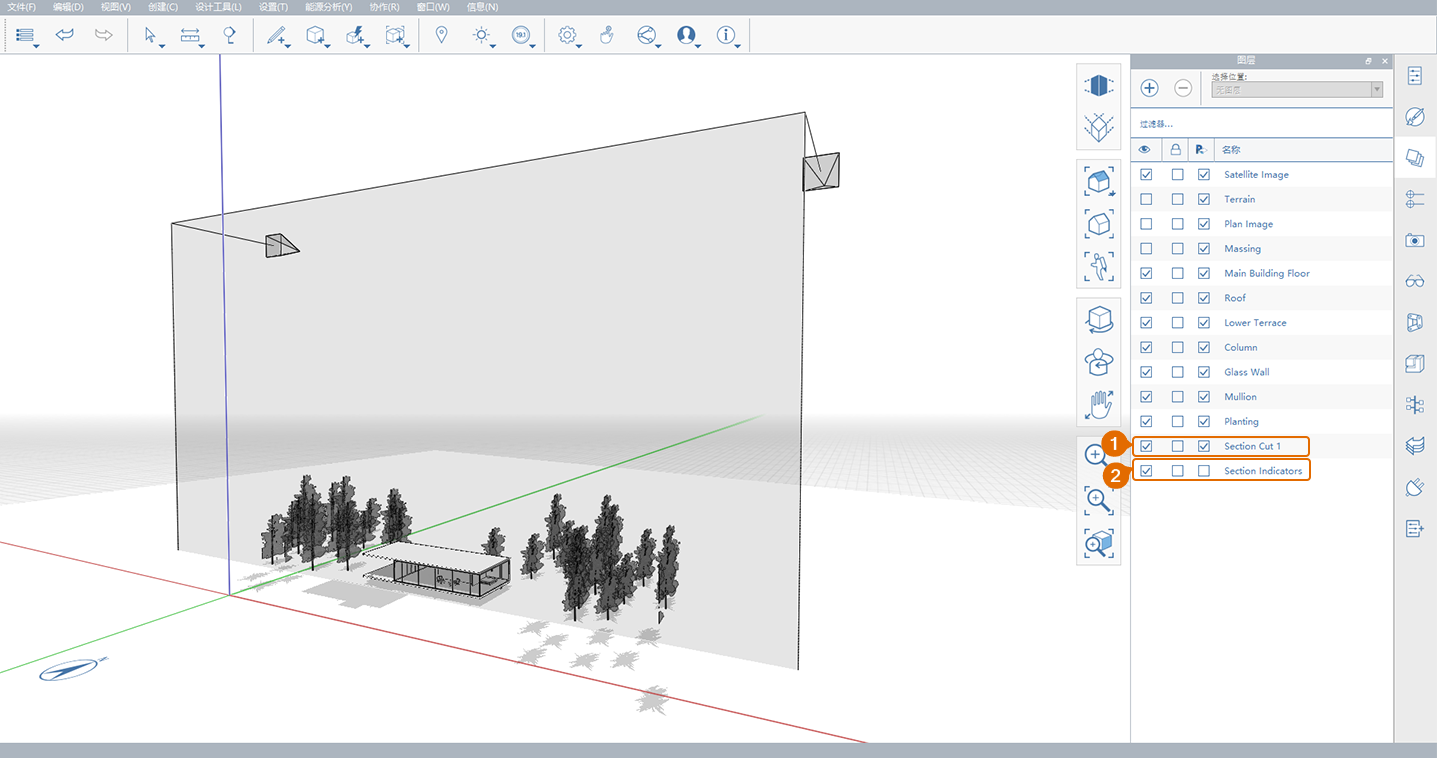 文件(F) 编辑(D) 视图(V) 创建(C) 设计工具(L) 设置(T) 能源分析(Y) 协作(R) 窗口(W) 信息(N)
191
图层
选择位置:
过滤器...
名称
Satellite Image
Terrain
Plan Image
Massing
Main Building Floor
Roof
Lower Terrace
Column
Glass Wall
Mullion
Planting
1 Section Cut 1
2 Section Indicators